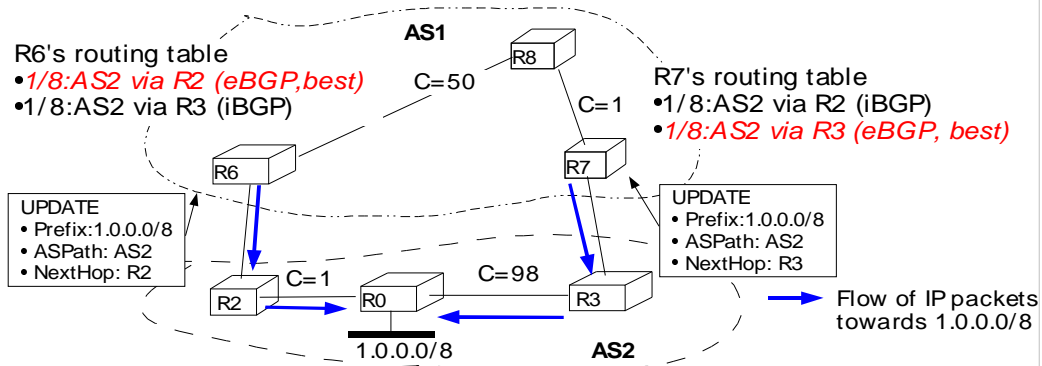 AS1
R6's routing table
•1/8:AS2 via R2 (eBGP,best)
•1/8:AS2 via R3 (iBGP)
R8
C=50
C=1
R7's routing table
•1/8:AS2 via R2 (iBGP)
•1/8:AS2 via R3 (eBGP, best)
R6
R7
UPDATE
• Prefix:1.0.0.0/8
• ASPath: AS2
• NextHop: R2
UPDATE
• Prefix:1.0.0.0/8
• ASPath: AS2
• NextHop: R3
R2
C=1
R0
C=98
R3
1.0.0.0/8
AS2
Flow of IP packets
towards 1.0.0.0/8